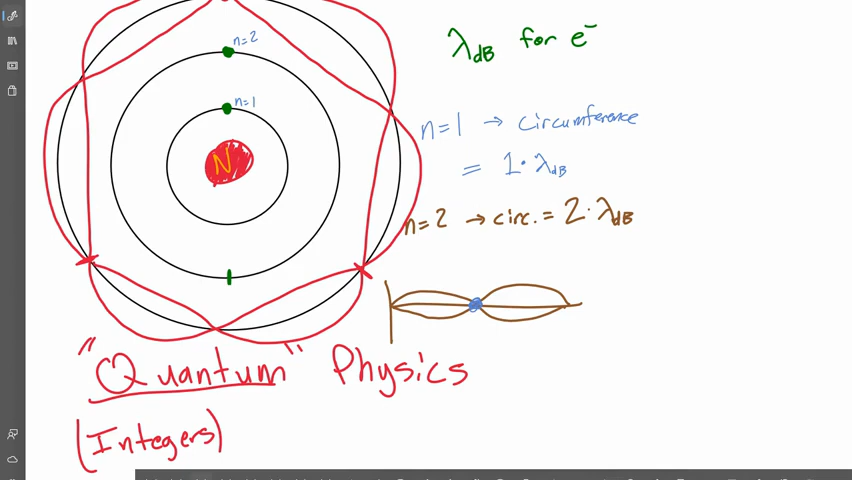 n=2
n=1
N
λdB for e⁻
n=1 → circumference
= 1·λdB
n=2 → circ. = 2·λdB
"Quantum" Physics
(Integers)